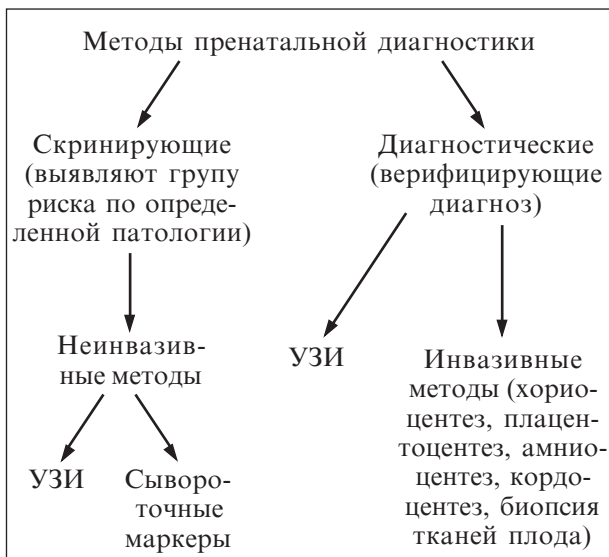 Методы пренатальной диагностики
Скринирующие
(выявляют групу
риска по опреде-
ленной патологии)
Диагностические
(верифицирующие
диагноз)
Неинвазив-
ные методы
УЗИ
Инвазивные
методы (хорио-
центез, плацен-
тоцентез, амнио-
центез, кордо-
центез, биопсия
тканей плода)
УЗИ
Сыворо-
точные
маркеры